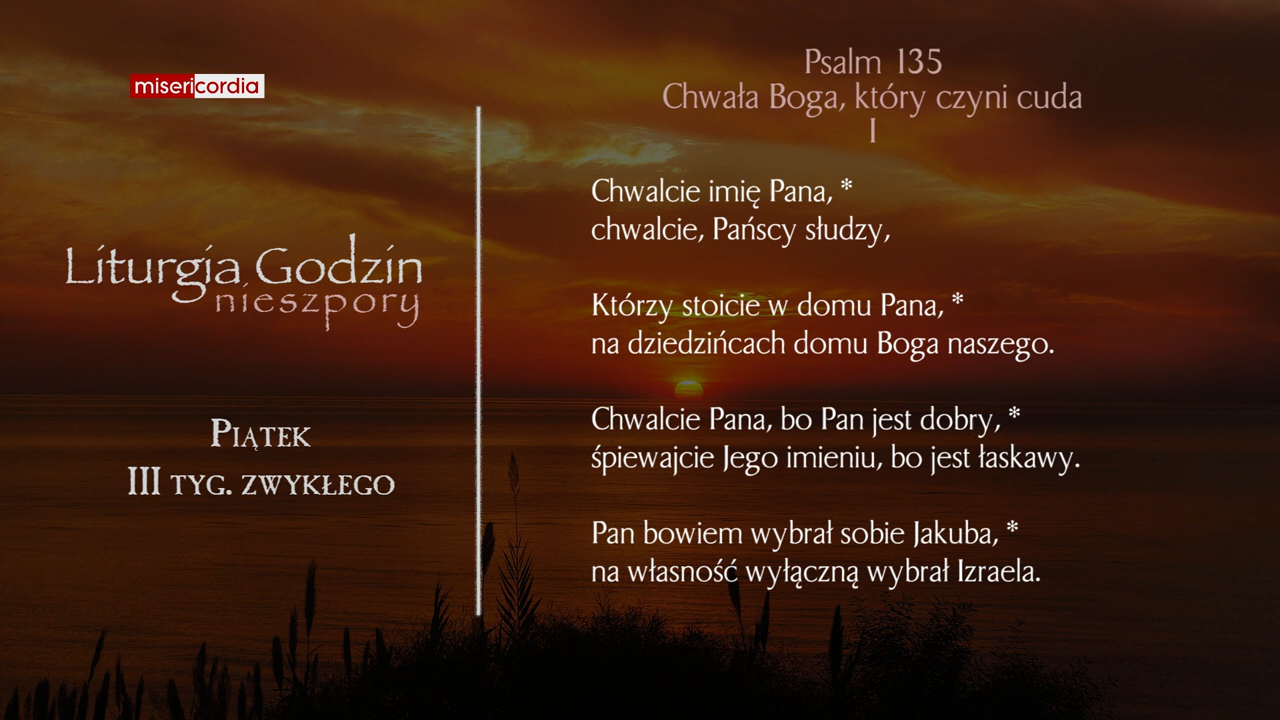 misericordia
Liturgia Godzin
nieszpory
Piątek
III tyg. zwykłego
Psalm 135
Chwała Boga, który czyni cuda
I
Chwalcie imię Pana, *
chwalcie, Pańscy słudzy,
Którzy stoicie w domu Pana, *
na dziedzińcach domu Boga naszego.
Chwalcie Pana, bo Pan jest dobry, *
śpiewajcie Jego imieniu, bo jest łaskawy.
Pan bowiem wybrał sobie Jakuba, *
na własność wyłączną wybrał Izraela.